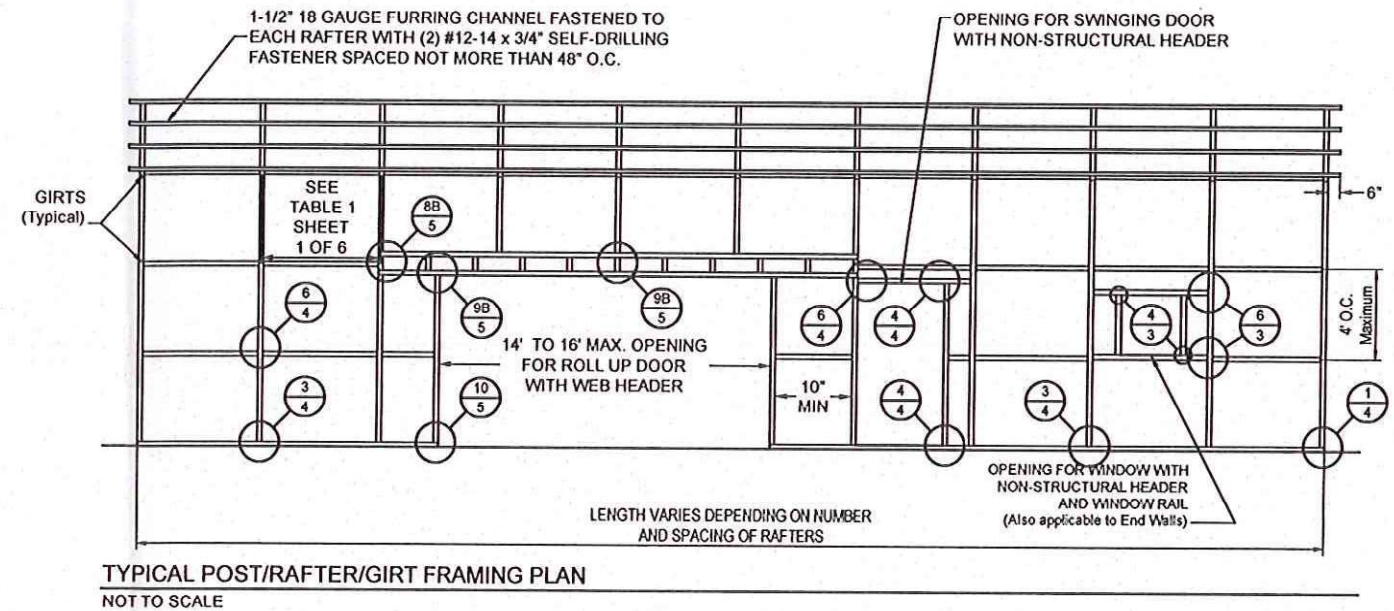 1-1/2" 18 GAUGE FURRING CHANNEL FASTENED TO
EACH RAFTER WITH (2) #12-14 x 3/4" SELF-DRILLING
FASTENER SPACED NOT MORE THAN 48" O.C.
OPENING FOR SWINGING DOOR
WITH NON-STRUCTURAL HEADER
GIRTS
(Typical)
SEE
TABLE 1
SHEET
1 OF 6
8B
5
6"
6
4
9B
5
9B
5
6
4
4
4
4
3
6
3
4' O.C.
Maximum
14' TO 16' MAX. OPENING
FOR ROLL UP DOOR
WITH WEB HEADER
3
4
10
5
10"
MIN
4
4
3
4
1
4
OPENING FOR WINDOW WITH
NON-STRUCTURAL HEADER
AND WINDOW RAIL
(Also applicable to End Walls)
LENGTH VARIES DEPENDING ON NUMBER
AND SPACING OF RAFTERS
TYPICAL POST/RAFTER/GIRT FRAMING PLAN
NOT TO SCALE